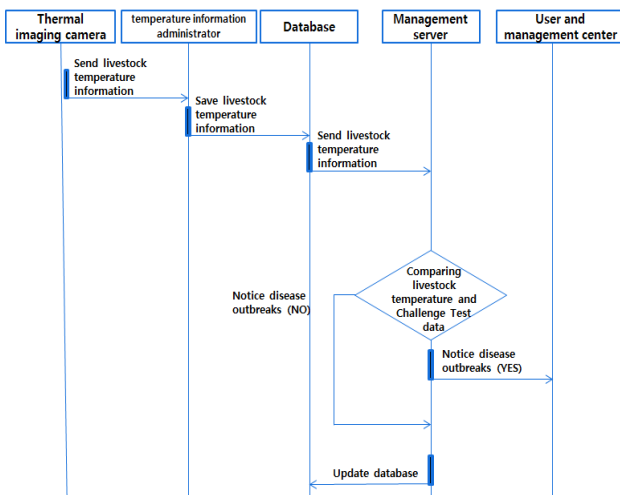 Thermal
imaging camera
temperature information
administrator
Database
Management
server
User and
management center
Send livestock
temperature
information
Save livestock
temperature
information
Send livestock
temperature
information
Comparing
livestock
temperature and
Challenge Test
data
Notice disease
outbreaks (NO)
Notice disease
outbreaks (YES)
Update database